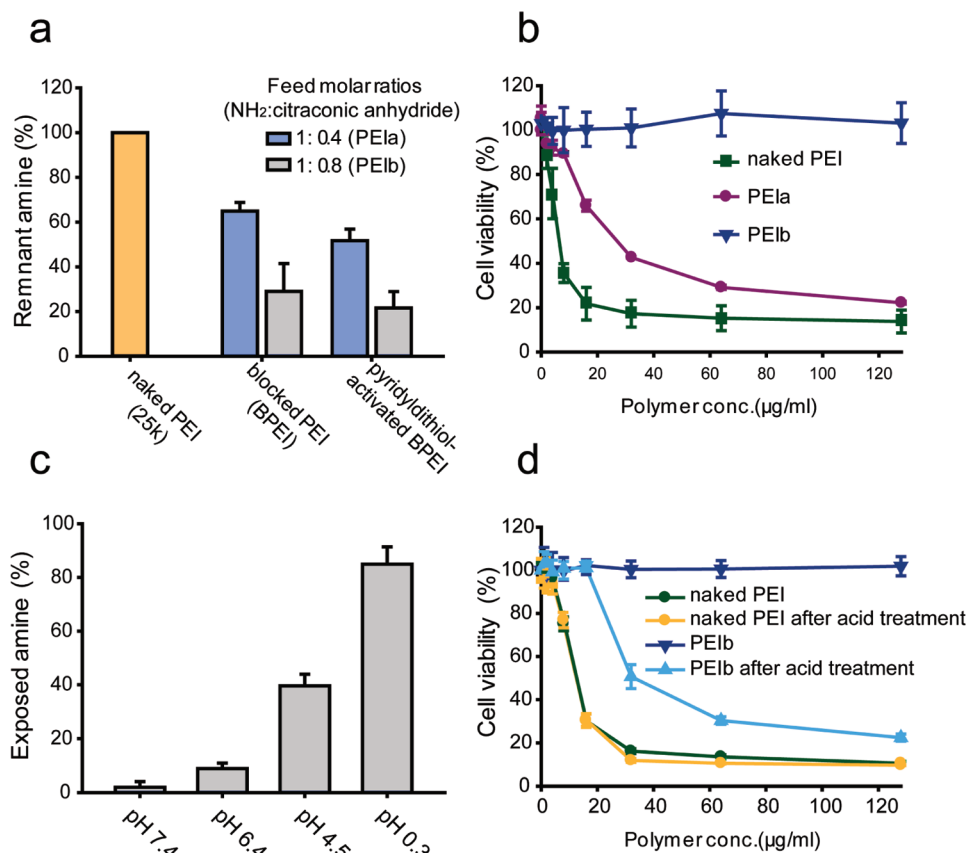 a
Feed molar ratios
(NH2:citraconic anhydride)
1: 0.4 (PEIa)
1: 0.8 (PEIb)
Remnant amine (%)
120
100
80
60
40
20
0
naked PEI
(25k)
blocked PEI
(BPEI)
pyridyldithiol-
activated BPEI
b
Cell viability (%)
120
100
80
60
40
20
0
naked PEI
PEIa
PEIb
0
20
40
60
80
100
120
Polymer conc.(µg/ml)
c
Exposed amine (%)
100
80
60
40
20
0
pH 7.4
pH 6.4
pH 4.5
pH 0.3
d
Cell viability (%)
120
100
80
60
40
20
0
naked PEI
naked PEI after acid treatment
PEIb
PEIb after acid treatment
0
20
40
60
80
100
120
Polymer conc.(µg/ml)